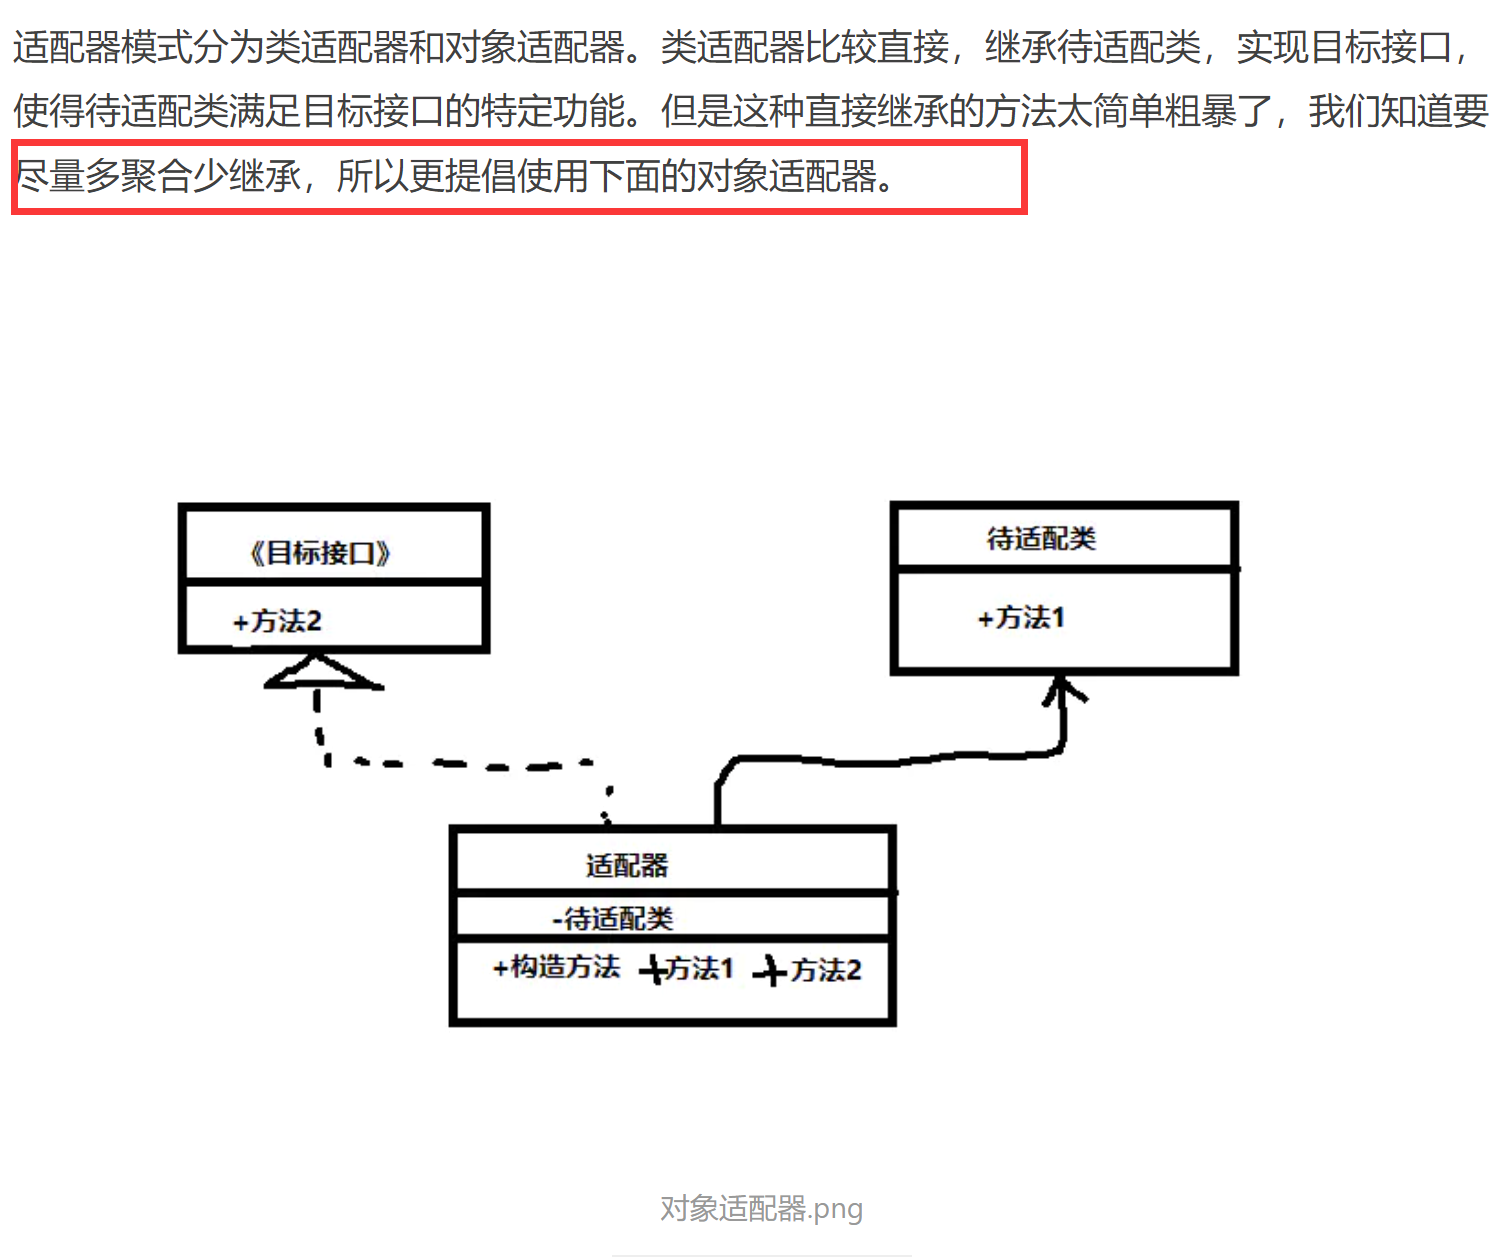 适配器模式分为类适配器和对象适配器。类适配器比较直接，继承待适配类，实现目标接口，
使得待适配类满足目标接口的特定功能。但是这种直接继承的方法太简单粗暴了，我们知道要
尽量多聚合少继承，所以更提倡使用下面的对象适配器。
《目标接口》
+方法2
待适配类
+方法1
适配器
-待适配类
+构造方法 +方法1 +方法2
对象适配器.png